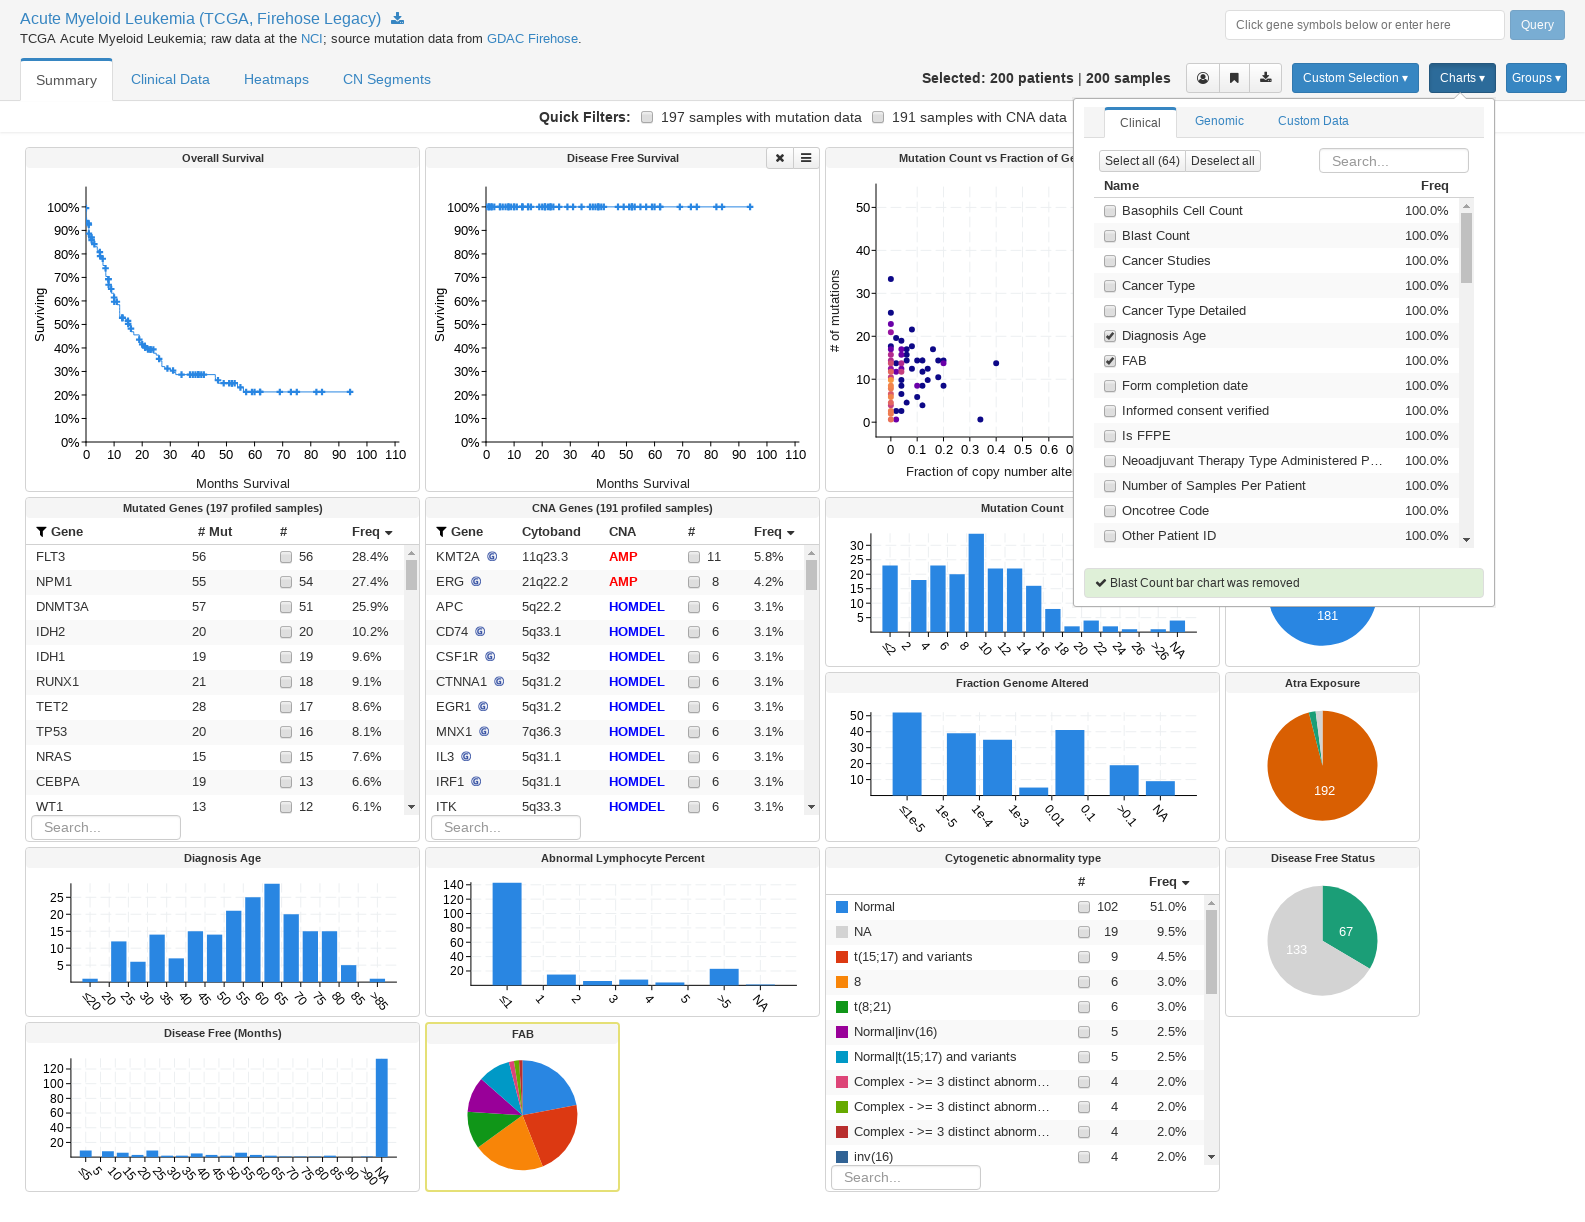 Acute Myeloid Leukemia (TCGA, Firehose Legacy)
TCGA Acute Myeloid Leukemia; raw data at the NCI; source mutation data from GDAC Firehose.
Click gene symbols below or enter here
Query
Summary
Clinical Data
Heatmaps
CN Segments
Selected: 200 patients | 200 samples
Custom Selection ▾
Charts ▾
Groups ▾
Quick Filters:
197 samples with mutation data
191 samples with CNA data
Clinical
Genomic
Custom Data
Select all (64)
Deselect all
Search...
Name Freq
Basophils Cell Count 100.0%
Blast Count 100.0%
Cancer Studies 100.0%
Cancer Type 100.0%
Cancer Type Detailed 100.0%
Diagnosis Age 100.0%
FAB 100.0%
Form completion date 100.0%
Informed consent verified 100.0%
Is FFPE 100.0%
Neoadjuvant Therapy Type Administered P... 100.0%
Number of Samples Per Patient 100.0%
Oncotree Code 100.0%
Other Patient ID 100.0%
Blast Count bar chart was removed
Overall Survival
Surviving
100%
90%
80%
70%
60%
50%
40%
30%
20%
10%
0%
0 10 20 30 40 50 60 70 80 90 100 110
Months Survival
Disease Free Survival
Surviving
100%
90%
80%
70%
60%
50%
40%
30%
20%
10%
0%
0 10 20 30 40 50 60 70 80 90 100 110
Months Survival
Mutation Count vs Fraction of Ge
# of mutations
50
40
30
20
10
0
0 0.1 0.2 0.3 0.4 0.5 0.6 0
Fraction of copy number alte
Mutated Genes (197 profiled samples)
Gene # Mut # Freq
FLT3 56 56 28.4%
NPM1 55 54 27.4%
DNMT3A 57 51 25.9%
IDH2 20 20 10.2%
IDH1 19 19 9.6%
RUNX1 21 18 9.1%
TET2 28 17 8.6%
TP53 20 16 8.1%
NRAS 15 15 7.6%
CEBPA 19 13 6.6%
WT1 13 12 6.1%
Search...
CNA Genes (191 profiled samples)
Gene Cytoband CNA # Freq
KMT2A G 11q23.3 AMP 11 5.8%
ERG G 21q22.2 AMP 8 4.2%
APC 5q22.2 HOMDEL 6 3.1%
CD74 G 5q33.1 HOMDEL 6 3.1%
CSF1R G 5q32 HOMDEL 6 3.1%
CTNNA1 G 5q31.2 HOMDEL 6 3.1%
EGR1 G 5q31.2 HOMDEL 6 3.1%
MNX1 G 7q36.3 HOMDEL 6 3.1%
IL3 G 5q31.1 HOMDEL 6 3.1%
IRF1 G 5q31.1 HOMDEL 6 3.1%
ITK 5q33.3 HOMDEL 6 3.1%
Search...
Mutation Count
30
25
20
15
10
5
≤2 2 4 6 8 10 12 14 16 18 20 22 24 26 >26 NA
181
Fraction Genome Altered
50
40
30
20
10
≤1e-5 1e-5 1e-4 1e-3 0.01 0.1 >0.1 NA
Atra Exposure
192
Diagnosis Age
25
20
15
10
5
≤20 20 25 30 35 40 45 50 55 60 65 70 75 80 85 >85
Abnormal Lymphocyte Percent
140
120
100
80
60
40
20
≤1 1 2 3 4 5 >5 NA
Cytogenetic abnormality type
# Freq
Normal 102 51.0%
NA 19 9.5%
t(15;17) and variants 9 4.5%
8 6 3.0%
t(8;21) 6 3.0%
Normal|inv(16) 5 2.5%
Normal|t(15;17) and variants 5 2.5%
Complex - >= 3 distinct abnorm... 4 2.0%
Complex - >= 3 distinct abnorm... 4 2.0%
Complex - >= 3 distinct abnorm... 4 2.0%
inv(16) 4 2.0%
Search...
Disease Free Status
67
133
Disease Free (Months)
120
100
80
60
40
20
≤5 5 10 15 20 25 30 35 40 45 50 55 60 65 70 75 80 85 90 >90 NA
FAB